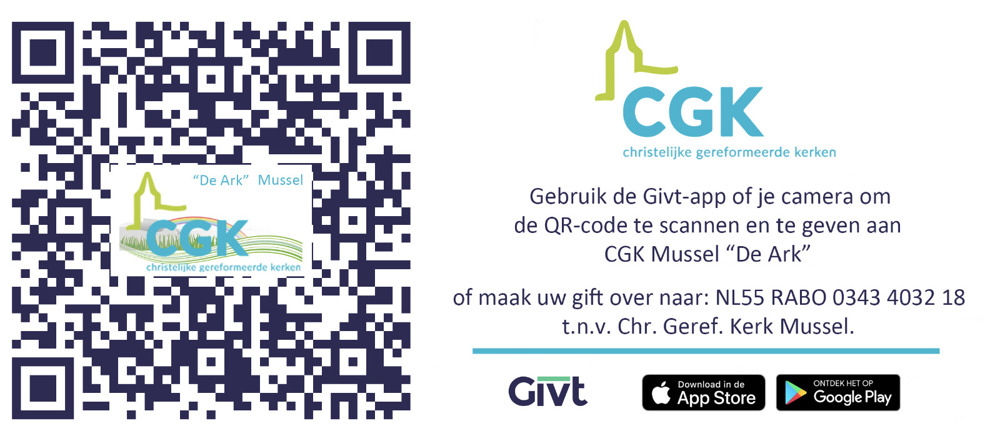 “De Ark” Mussel
CGK
christelijke gereformeerde kerken
CGK
christelijke gereformeerde kerken
Gebruik de Givt-app of je camera om
de QR-code te scannen en te geven aan
CGK Mussel “De Ark”
of maak uw gift over naar: NL55 RABO 0343 4032 18
t.n.v. Chr. Geref. Kerk Mussel.
Givt
Download in de
App Store
ONTDEK HET OP
Google Play